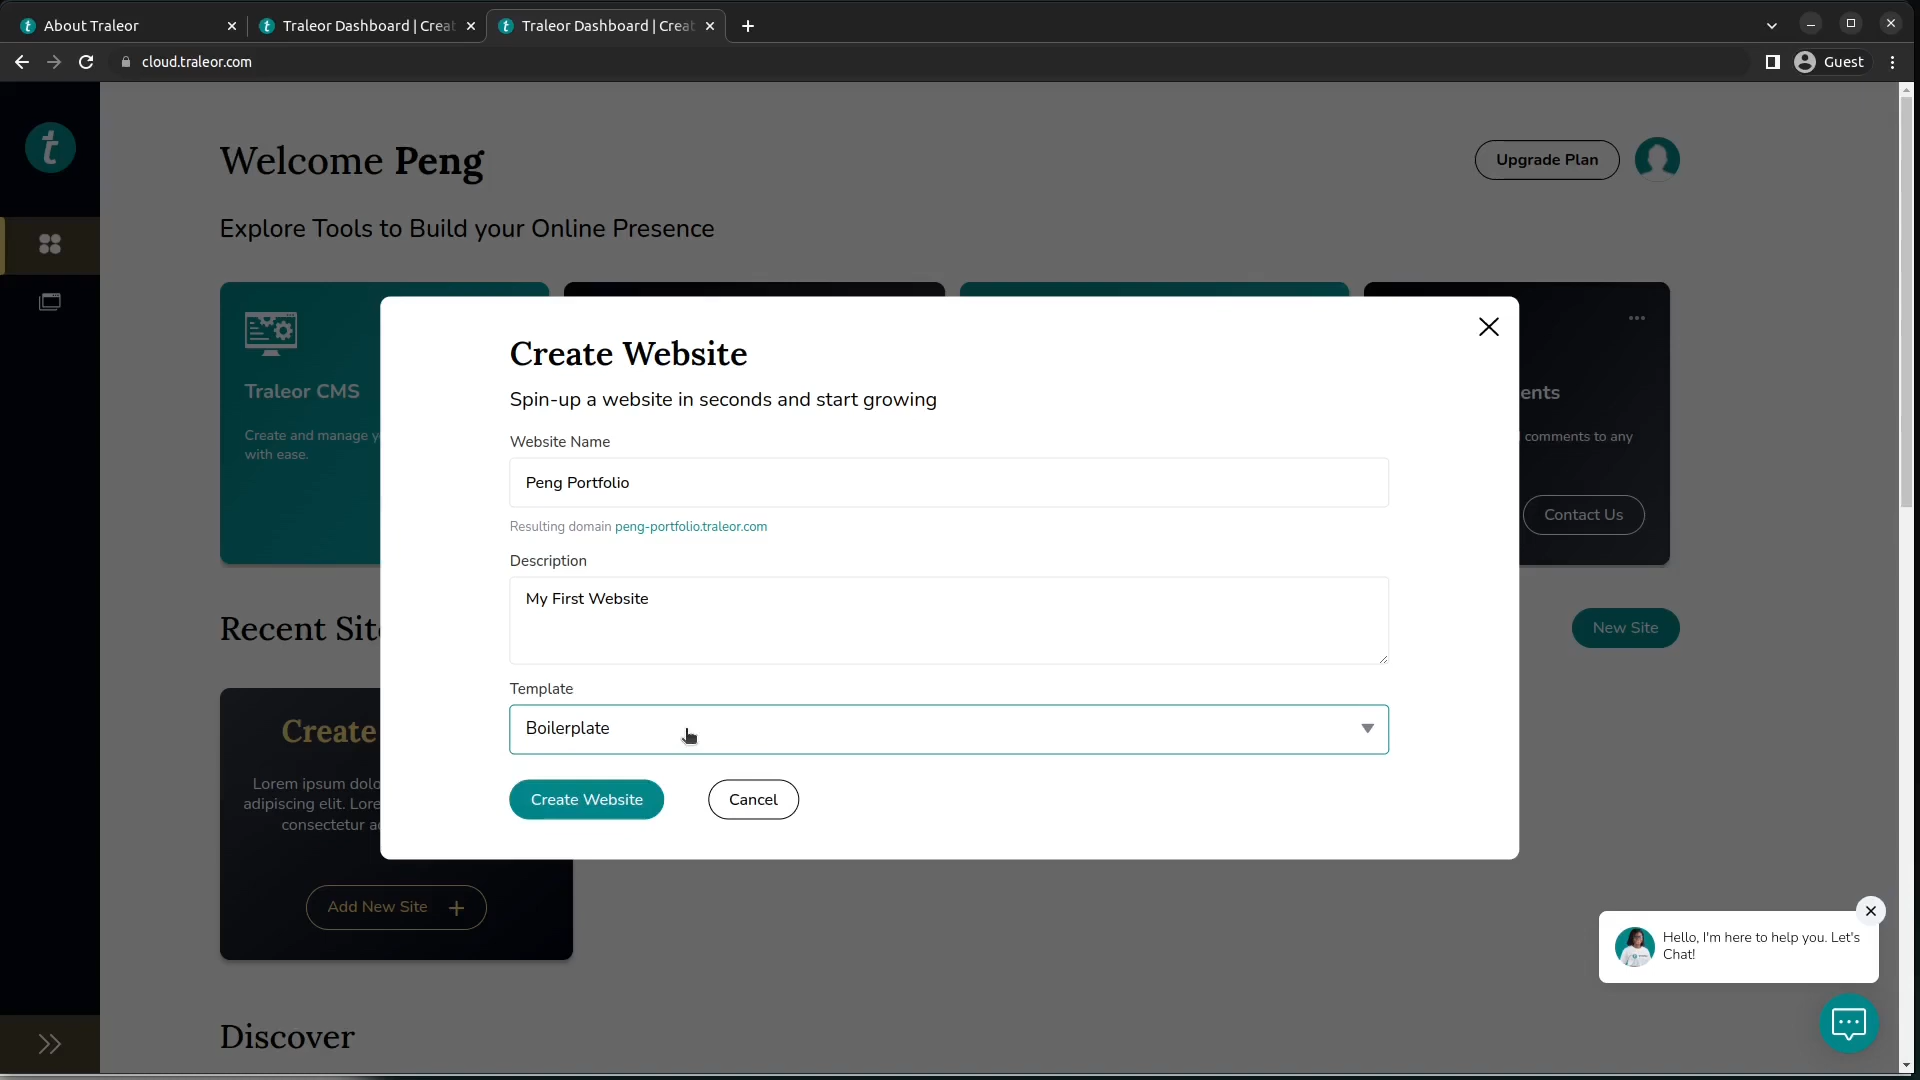 About Traleor
Traleor Dashboard | Creat
Traleor Dashboard | Creat
cloud.traleor.com
Guest
t
Welcome Peng
Upgrade Plan
Explore Tools to Build your Online Presence
Traleor CMS
Create and manage y
with ease.
ents
comments to any
Contact Us
Create Website
Spin-up a website in seconds and start growing
Website Name
Peng Portfolio
Resulting domain peng-portfolio.traleor.com
Description
My First Website
Template
Boilerplate
Create Website
Cancel
Recent Site
New Site
Create
Lorem ipsum dolo
adipiscing elit. Lore
consectetur a
Add New Site +
Hello, I'm here to help you. Let's
Chat!
Discover